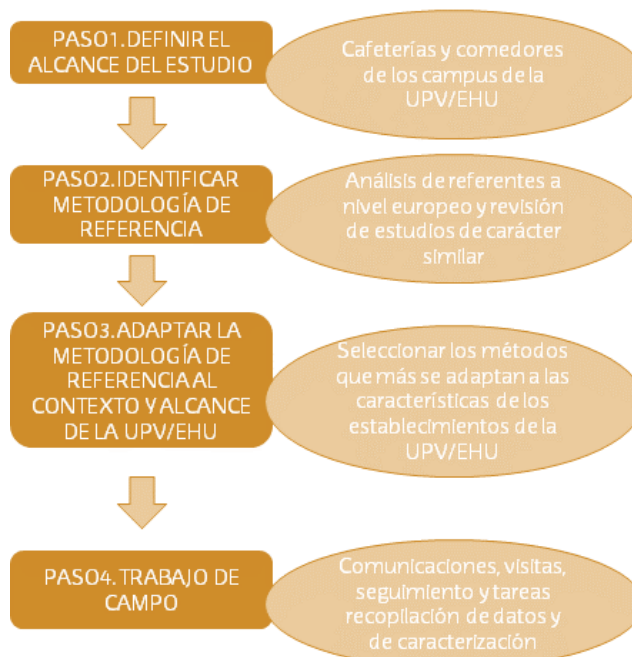 PASO1.DEFINIR EL
ALCANCE DEL ESTUDIO
Cafeterías y comedores
de los campus de la
UPV/EHU
PASO2.IDENTIFICAR
METODOLOGÍA DE
REFERENCIA
Análisis de referentes a
nivel europeo y revisión
de estudios de carácter
similar
PASO3.ADAPTAR LA
METODOLOGÍA DE
REFERENCIA AL
CONTEXTO Y ALCANCE
DE LA UPV/EHU
Seleccionar los métodos
que más se adaptan a las
características de los
establecimientos de la
UPV/EHU
PASO4.TRABAJO DE
CAMPO
Comunicaciones, visitas,
seguimiento y tareas
recopilación de datos y
de caracterización